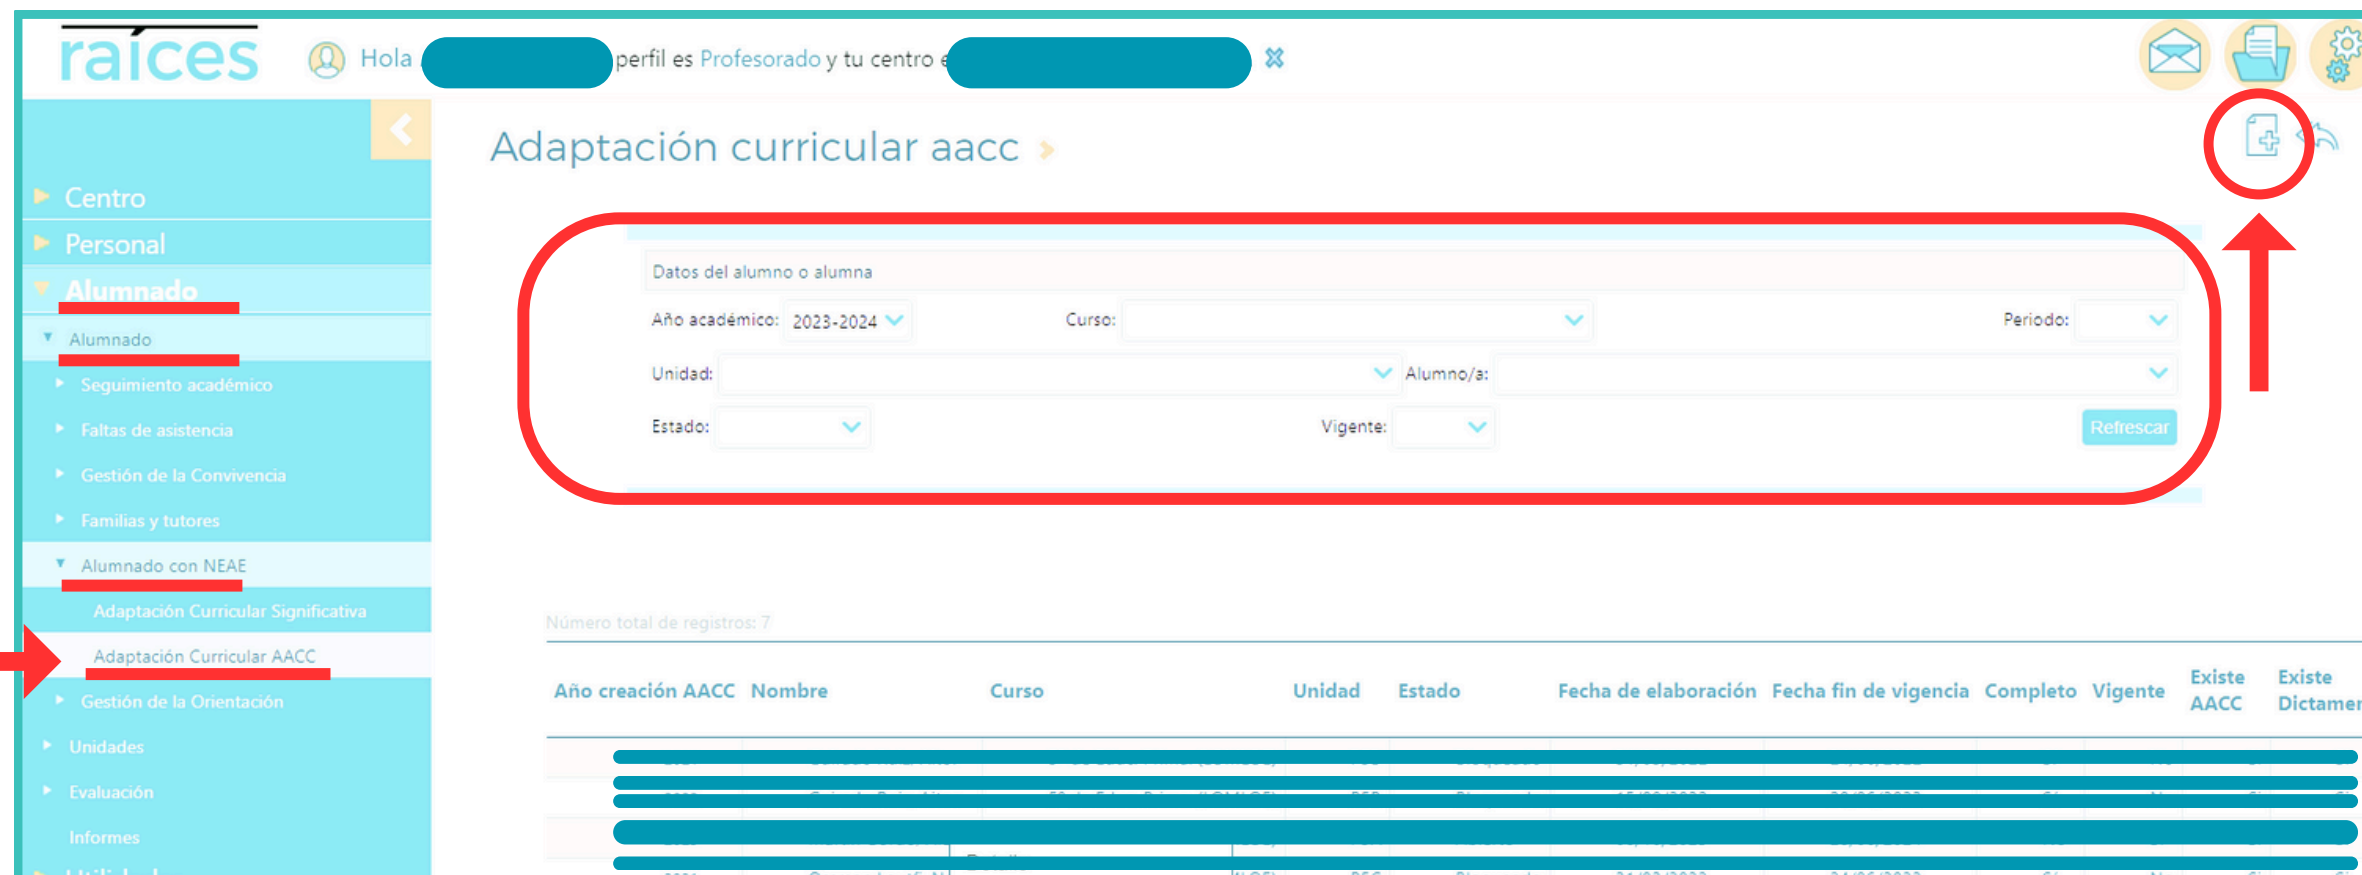 raíces
Hola
perfil es Profesorado y tu centro
Adaptación curricular aacc
Centro
Personal
Alumnado
Alumnado
Seguimiento académico
Faltas de asistencia
Gestión de la Convivencia
Familias y tutores
Alumnado con NEAE
Adaptación Curricular Significativa
Adaptación Curricular AACC
Gestión de la Orientación
Unidades
Evaluación
Informes
Datos del alumno o alumna
Año académico: 2023-2024 Curso: Periodo:
Unidad: Alumno/a:
Estado: Vigente: Refrescar
Número total de registros: 7
Año creación AACC Nombre Curso Unidad Estado Fecha de elaboración Fecha fin de vigencia Completo Vigente Existe AACC Existe Dictamen